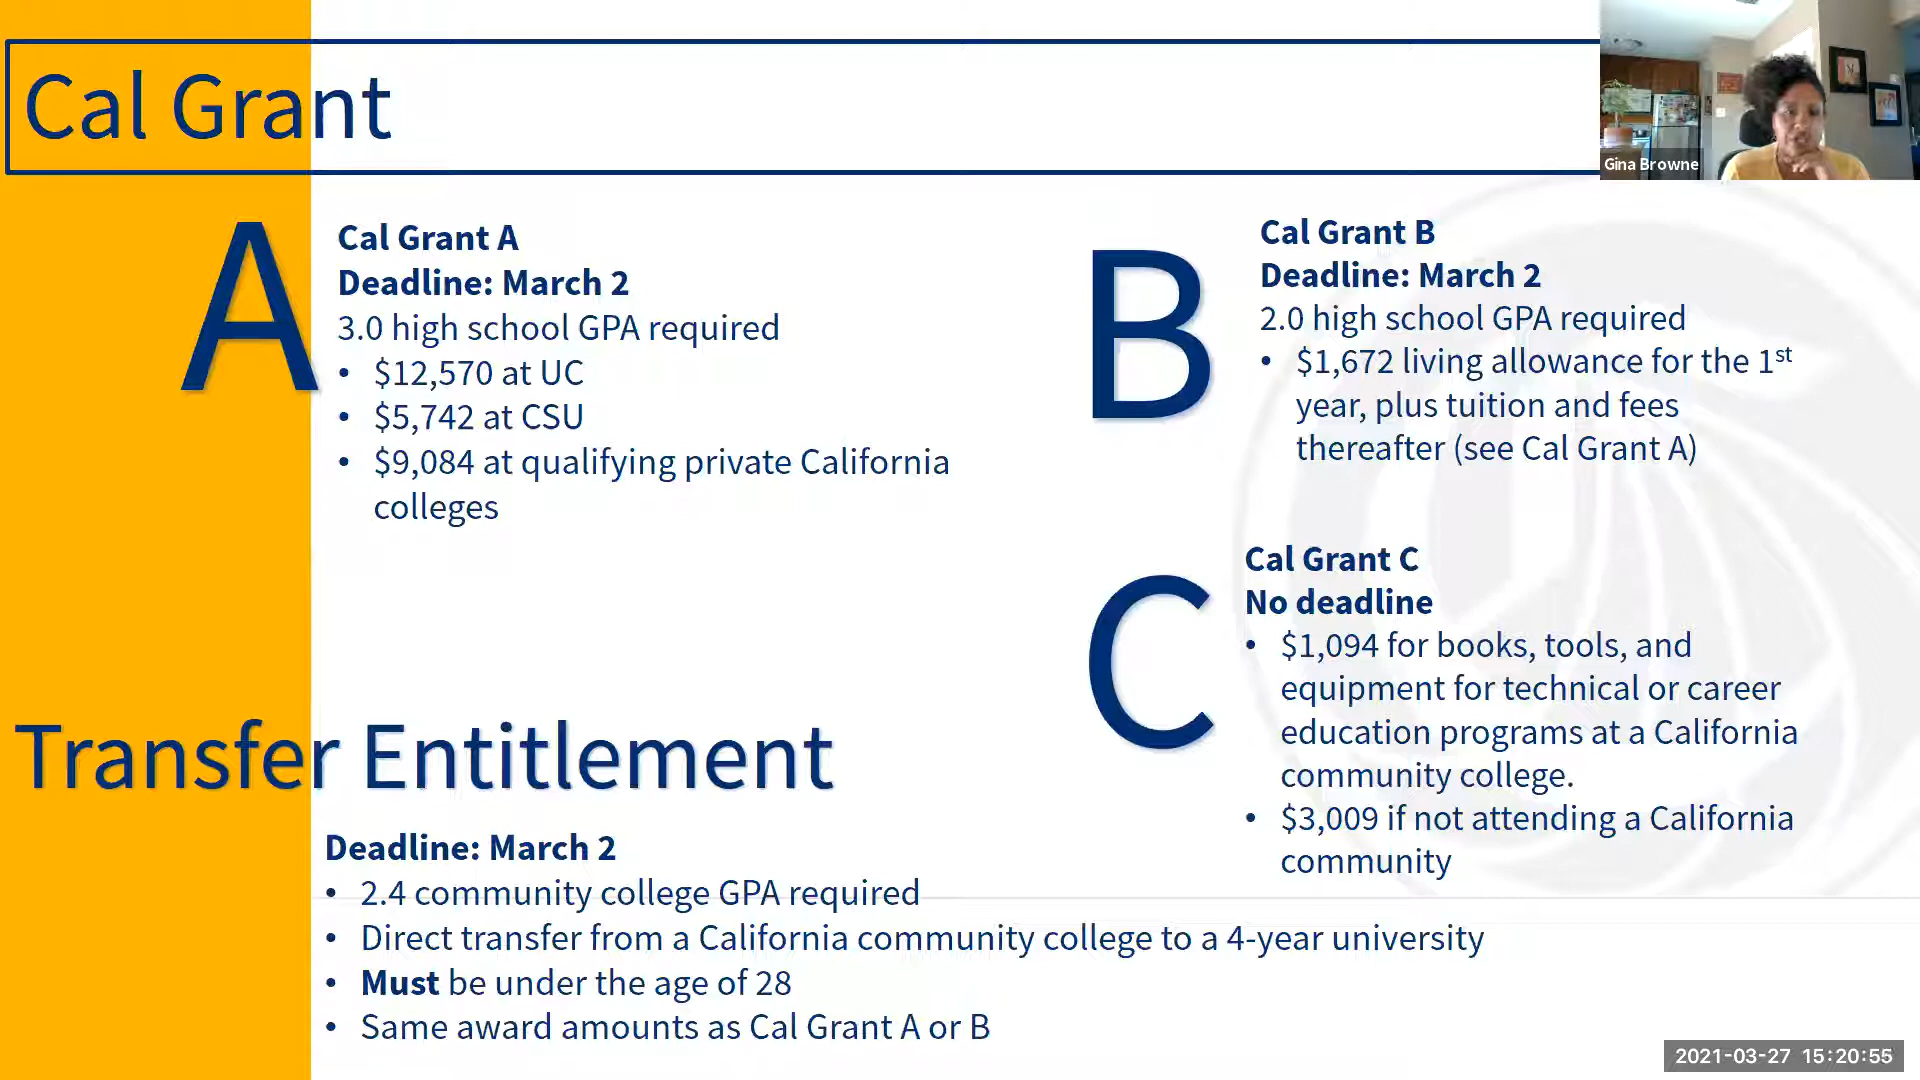 Cal Grant
Gina Browne
A
Cal Grant A
Deadline: March 2
3.0 high school GPA required
• $12,570 at UC
• $5,742 at CSU
• $9,084 at qualifying private California
colleges
B
Cal Grant B
Deadline: March 2
2.0 high school GPA required
• $1,672 living allowance for the 1st
year, plus tuition and fees
thereafter (see Cal Grant A)
C
Cal Grant C
No deadline
• $1,094 for books, tools, and
equipment for technical or career
education programs at a California
community college.
• $3,009 if not attending a California
community
Transfer Entitlement
Deadline: March 2
• 2.4 community college GPA required
• Direct transfer from a California community college to a 4-year university
• Must be under the age of 28
• Same award amounts as Cal Grant A or B
2021-03-27 15:20:55